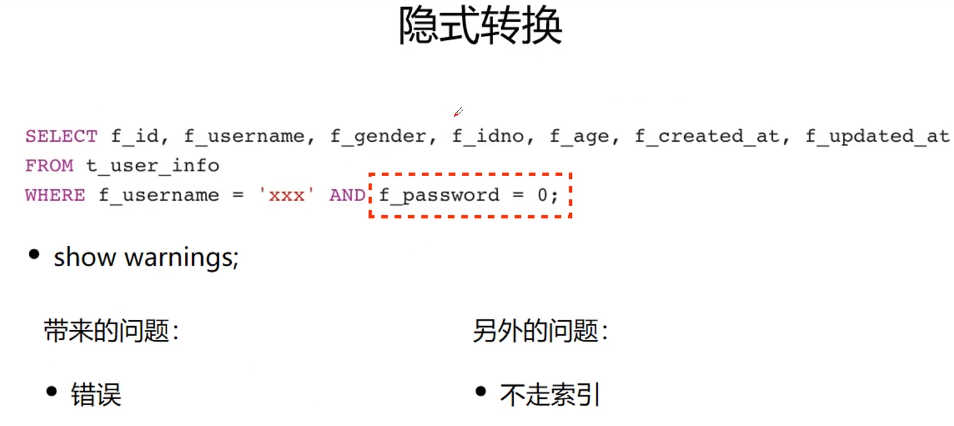 隐式转换
SELECT f_id, f_username, f_gender, f_idno, f_age, f_created_at, f_updated_at
FROM t_user_info
WHERE f_username = 'xxx' AND f_password = 0;
• show warnings;
带来的问题：
• 错误
另外的问题：
• 不走索引